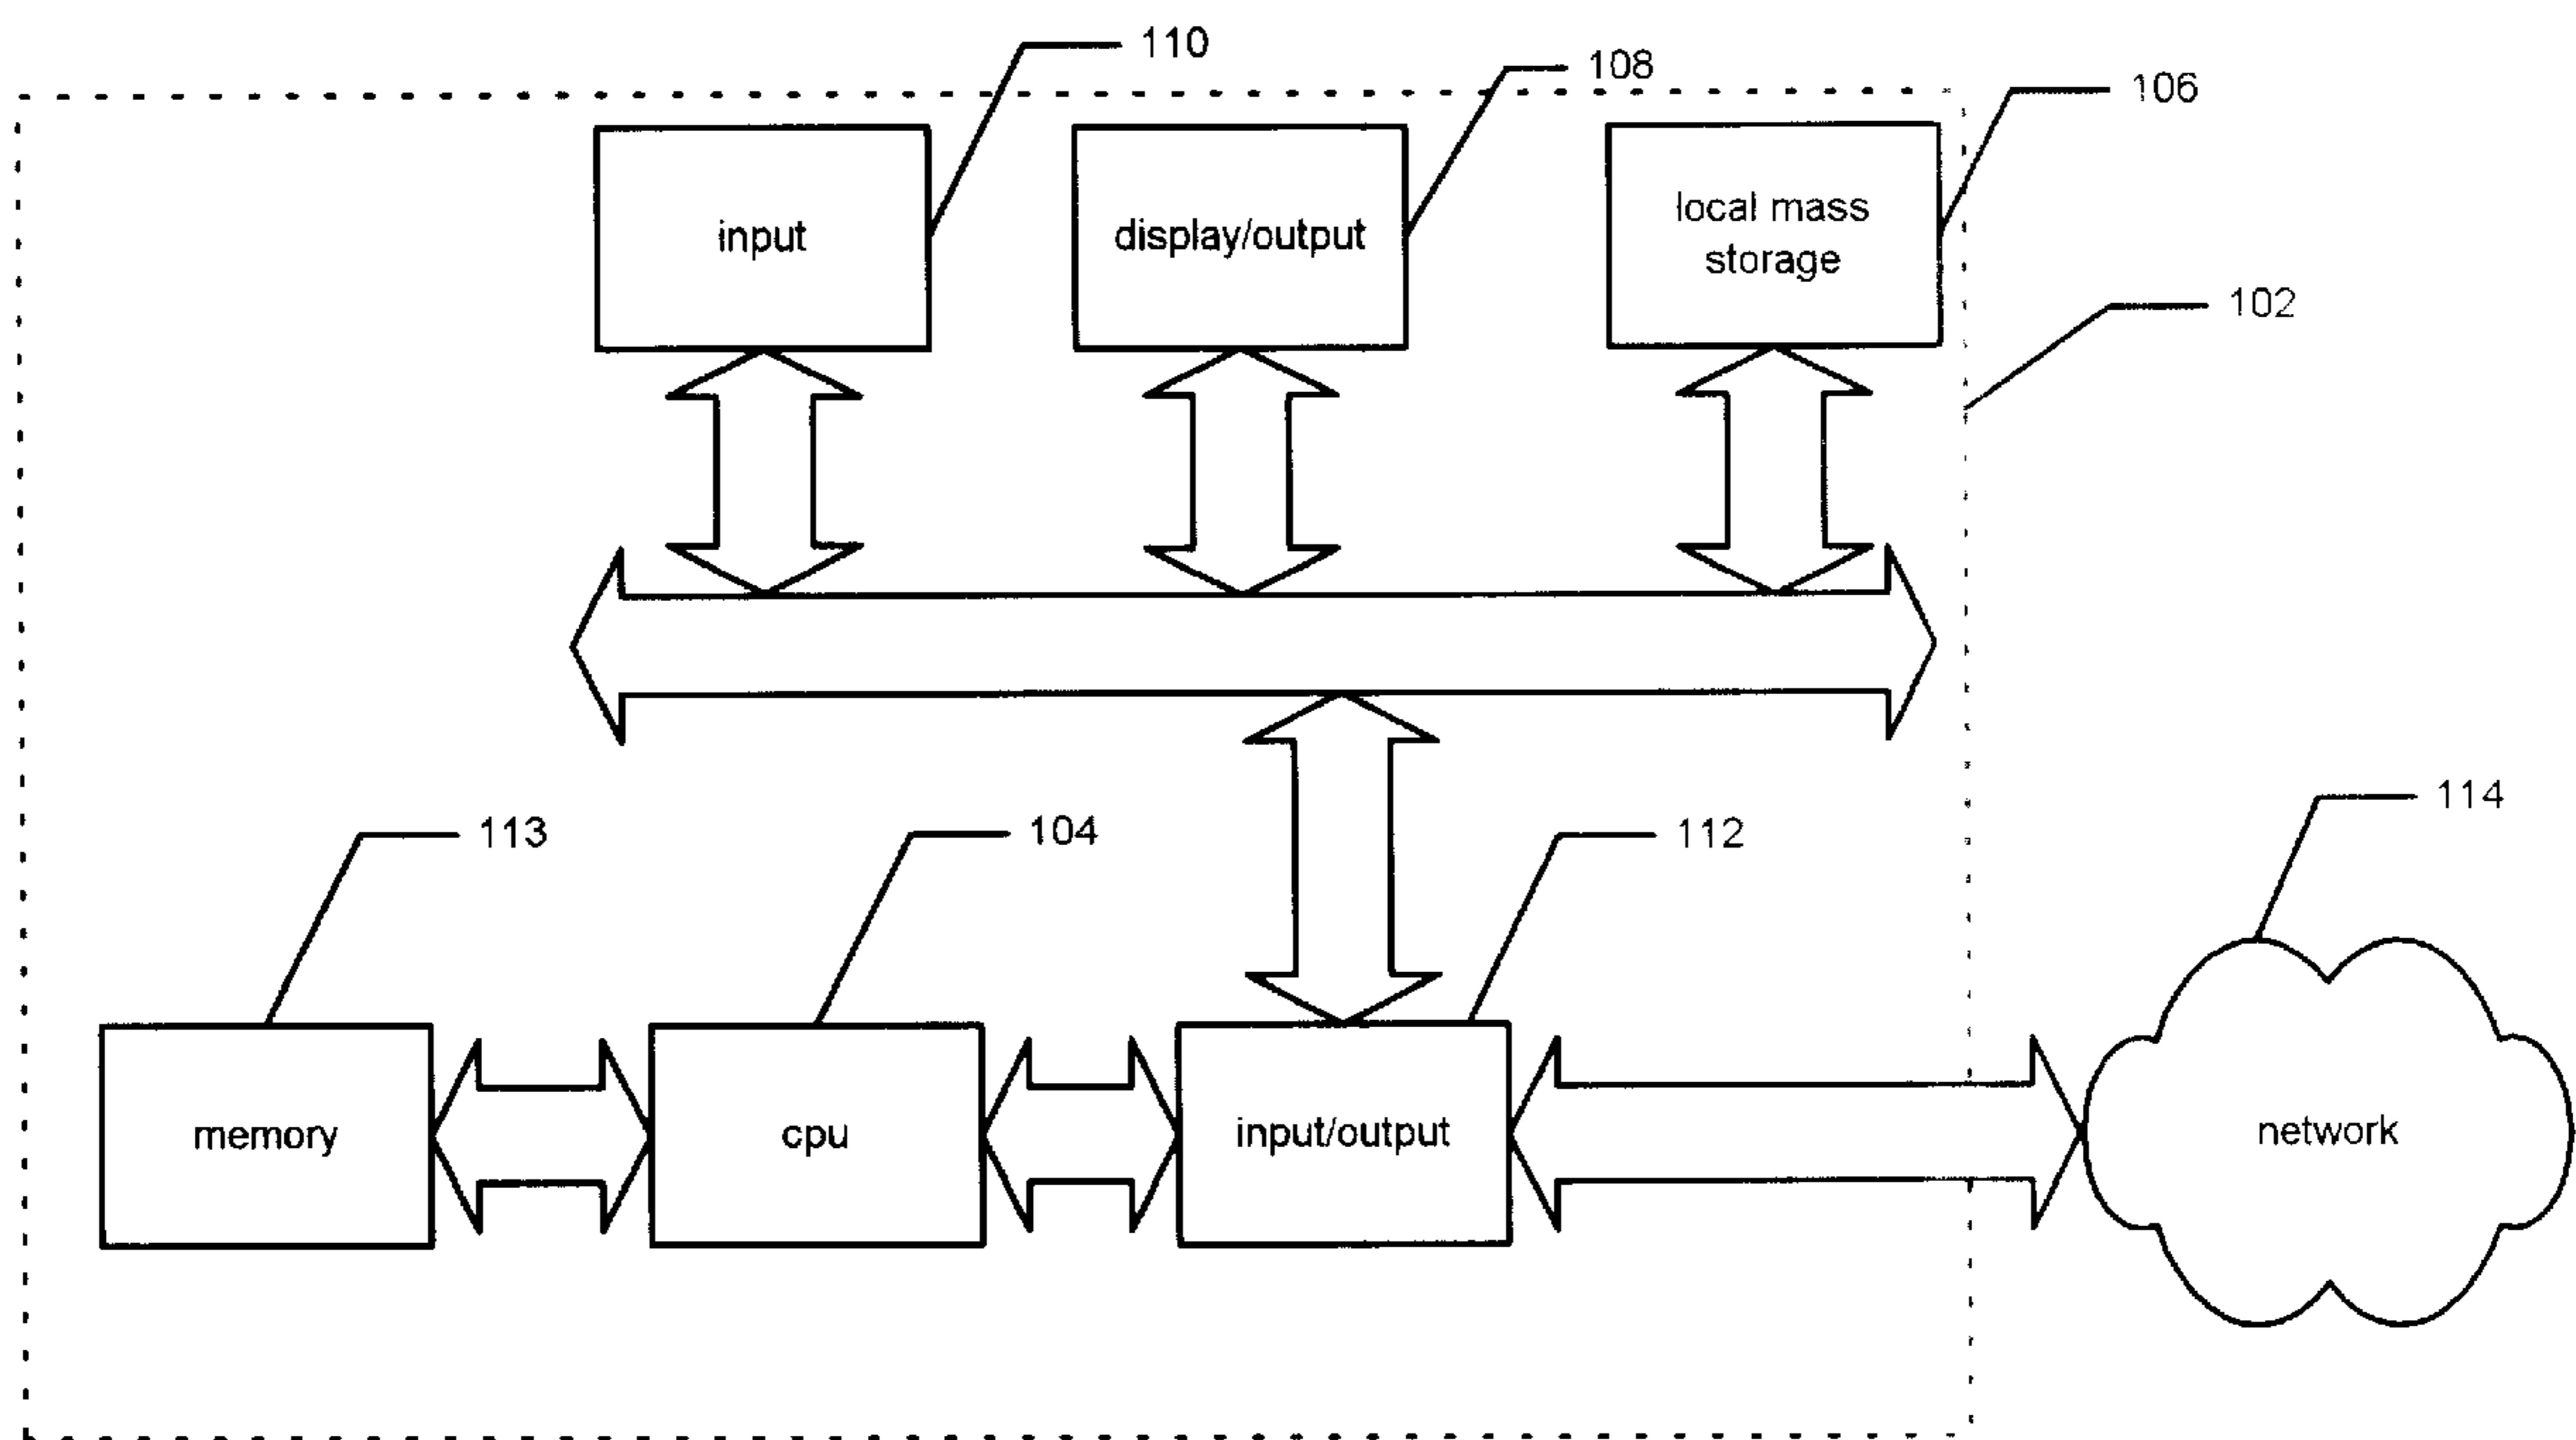 110
108
106
input
display/output
local mass
storage
102
113
104
112
114
memory
cpu
input/output
network